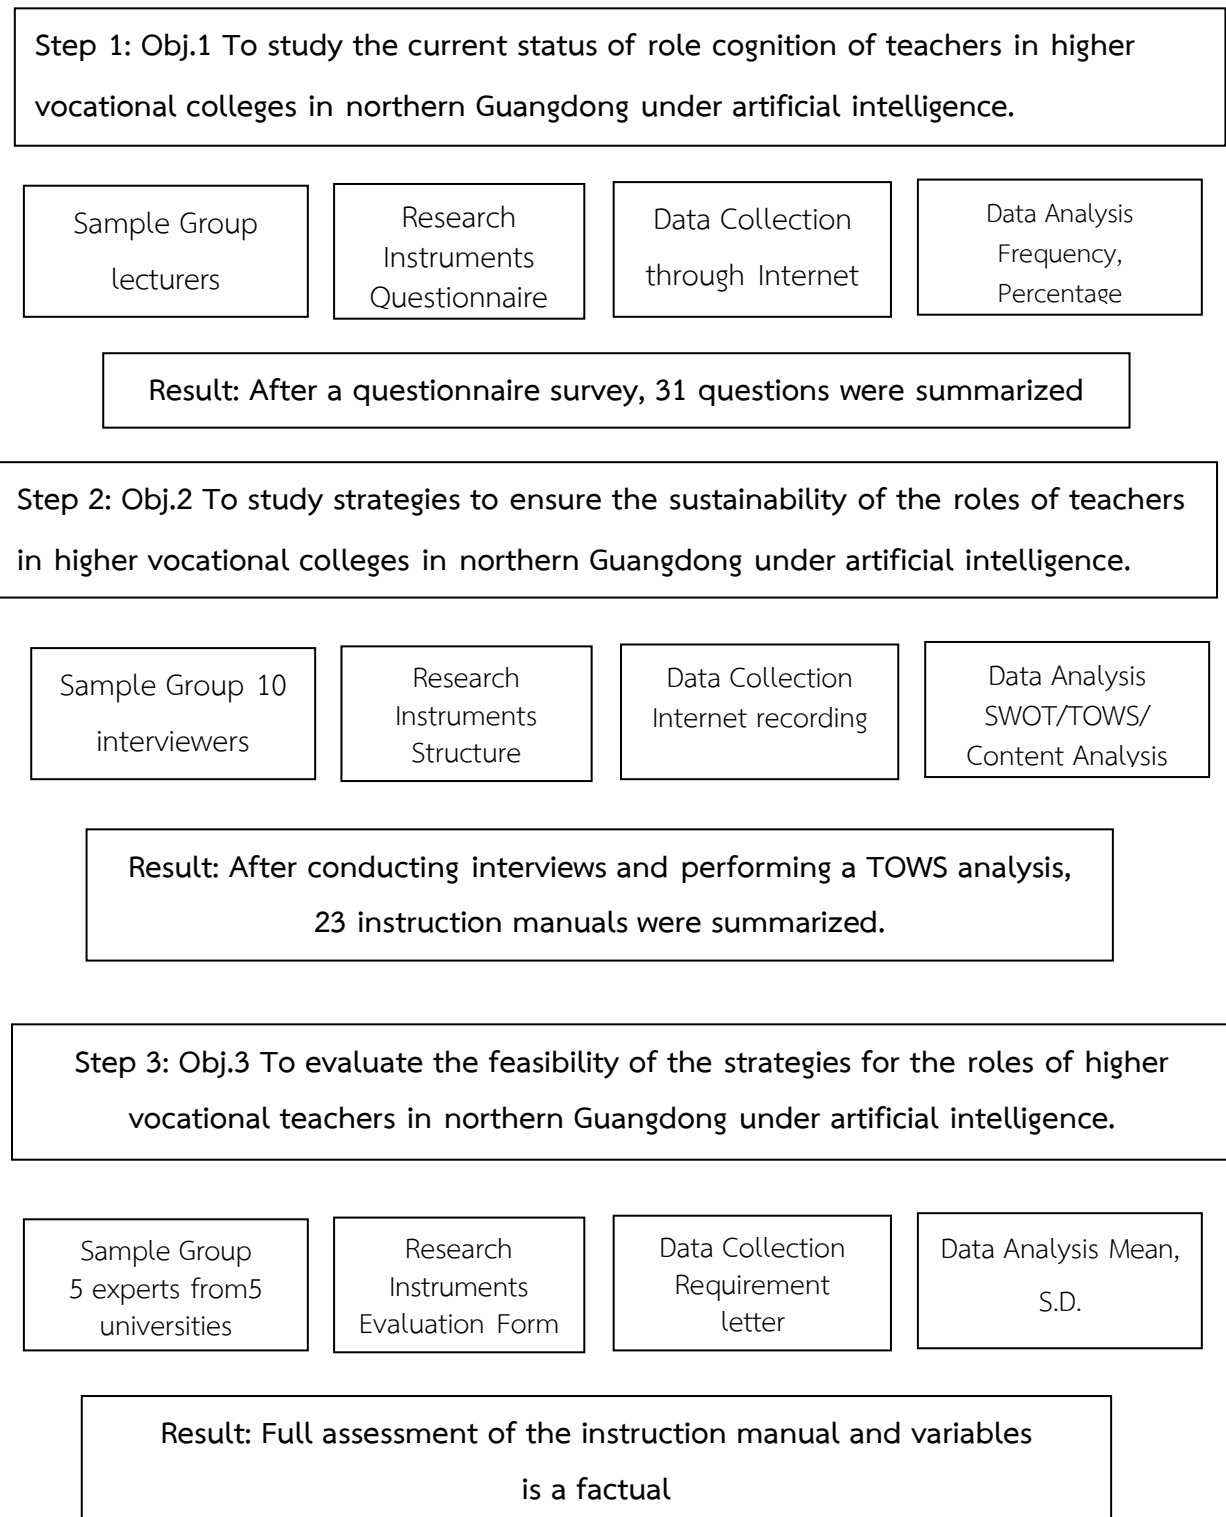 Step 1: Obj.1 To study the current status of role cognition of teachers in higher
vocational colleges in northern Guangdong under artificial intelligence.
Sample Group
lecturers
Research
Instruments
Questionnaire
Data Collection
through Internet
Data Analysis
Frequency,
Percentage
Result: After a questionnaire survey, 31 questions were summarized
Step 2: Obj.2 To study strategies to ensure the sustainability of the roles of teachers
in higher vocational colleges in northern Guangdong under artificial intelligence.
Sample Group 10
interviewers
Research
Instruments
Structure
Data Collection
Internet recording
Data Analysis
SWOT/TOWS/
Content Analysis
Result: After conducting interviews and performing a TOWS analysis,
23 instruction manuals were summarized.
Step 3: Obj.3 To evaluate the feasibility of the strategies for the roles of higher
vocational teachers in northern Guangdong under artificial intelligence.
Sample Group
5 experts from5
universities
Research
Instruments
Evaluation Form
Data Collection
Requirement
letter
Data Analysis Mean,
S.D.
Result: Full assessment of the instruction manual and variables
is a factual